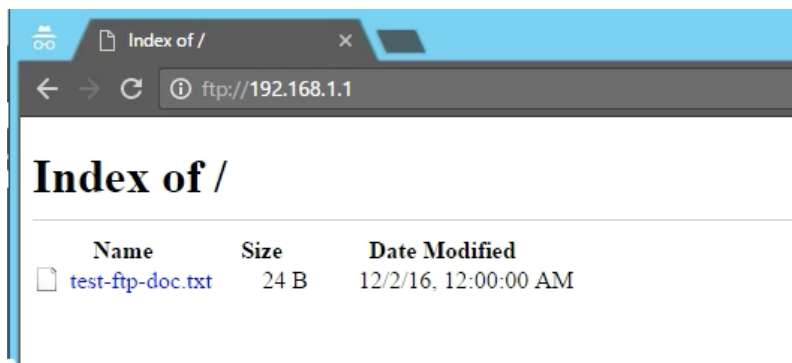 Index of /
ftp://192.168.1.1
Index of /
Name Size Date Modified
test-ftp-doc.txt 24 B 12/2/16, 12:00:00 AM